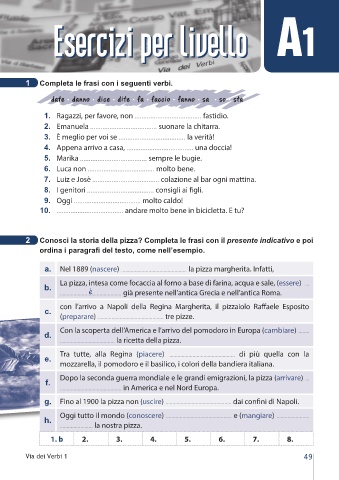 Esercizi per livello
A1
1 Completa le frasi con i seguenti verbi.
date danno dice dite fa faccio fanno sa so sta
1. Ragazzi, per favore, non ........ fastidio.
2. Emanuela ........ suonare la chitarra.
3. È meglio per voi se ........ la verità!
4. Appena arrivo a casa, ........ una doccia!
5. Marika ........ sempre le bugie.
6. Luca non ........ molto bene.
7. Luiz e Josè ........ colazione al bar ogni mattina.
8. I genitori ........ consigli ai figli.
9. Oggi ........ molto caldo!
10. ........ andare molto bene in bicicletta. E tu?
2 Conosci la storia della pizza? Completa le frasi con il presente indicativo e poi
ordina i paragrafi del testo, come nell'esempio.
a. Nel 1889 (nascere) ........ la pizza margherita. Infatti,
b. La pizza, intesa come focaccia al forno a base di farina, acqua e sale, (essere) ..
........ è ........ già presente nell'antica Grecia e nell'antica Roma.
c. con l'arrivo a Napoli della Regina Margherita, il pizzaiolo Raffaele Esposito
(preparare) ........ tre pizze.
d. Con la scoperta dell'America e l'arrivo del pomodoro in Europa (cambiare) ......
........ la ricetta della pizza.
e. Tra tutte, alla Regina (piacere) ........ di più quella con la
mozzarella, il pomodoro e il basilico, i colori della bandiera italiana.
f. Dopo la seconda guerra mondiale e le grandi emigrazioni, la pizza (arrivare) ..
........ in America e nel Nord Europa.
g. Fino al 1900 la pizza non (uscire) ........ dai confini di Napoli.
h. Oggi tutto il mondo (conoscere) ........ e (mangiare) ........
........ la nostra pizza.
1. b 2. 3. 4. 5. 6. 7. 8.
Via dei Verbi 1
49